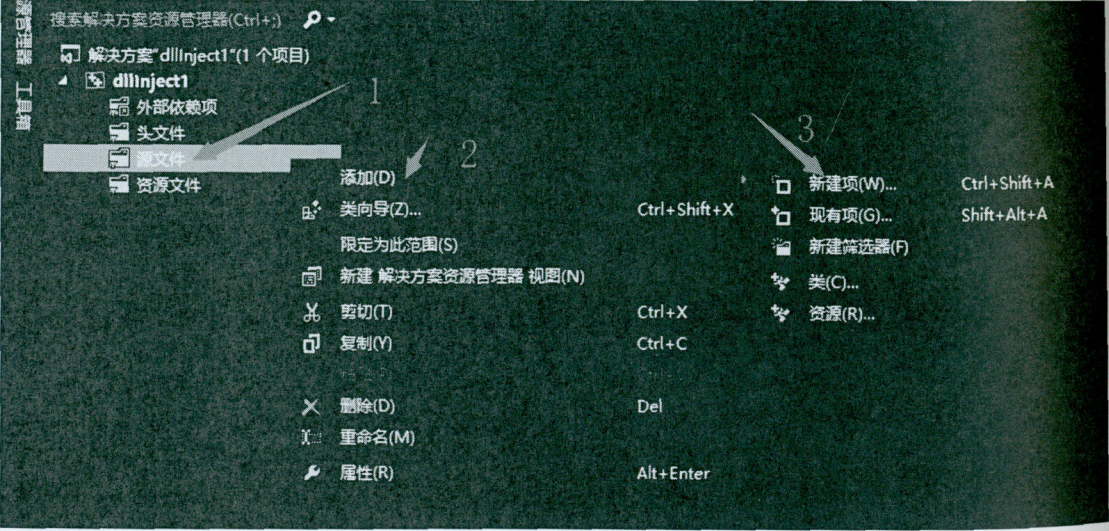 源管理器 工具箱
搜索解决方案资源管理器(Ctrl+;)
解决方案"dllInject1"(1 个项目)
dllInject1
外部依赖项
头文件
源文件
资源文件
1
2
3
添加(D)
类向导(Z)... Ctrl+Shift+X
限定为此范围(S)
新建 解决方案资源管理器 视图(N)
剪切(T) Ctrl+X
复制(Y) Ctrl+C
删除(D) Del
重命名(M)
属性(R) Alt+Enter
新建项(W)... Ctrl+Shift+A
现有项(G)... Shift+Alt+A
新建筛选器(F)
类(C)...
资源(R)...